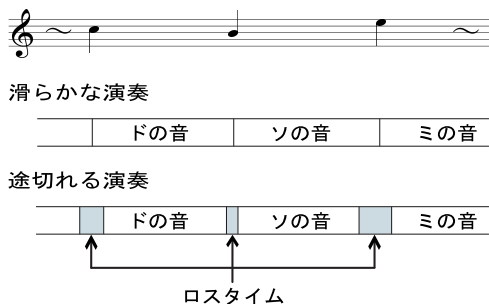 滑らかな演奏
ドの音 ソの音 ミの音
途切れる演奏
ドの音 ソの音 ミの音
ロスタイム